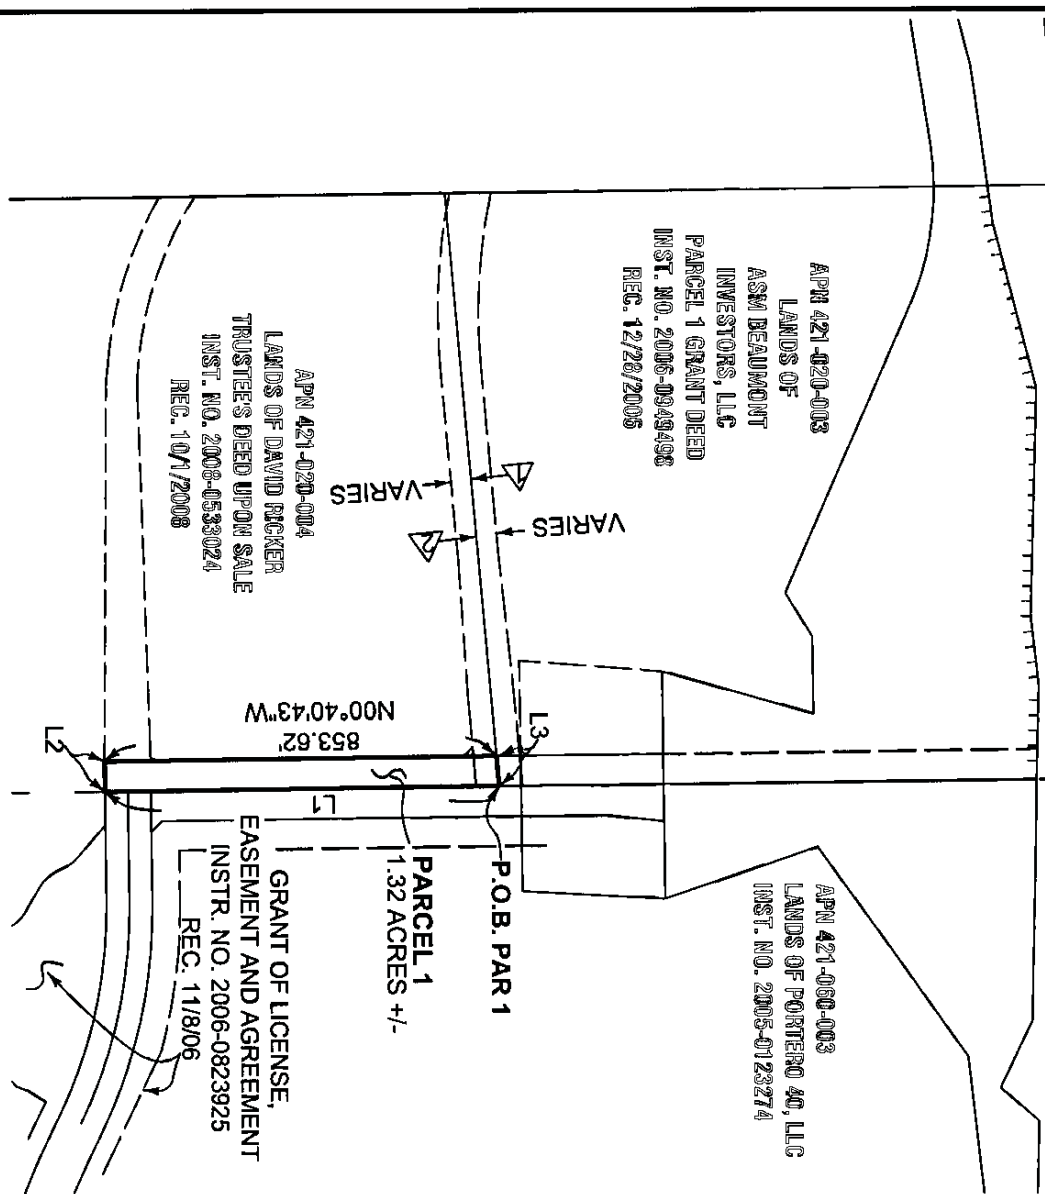 APN 421-020-003
LANDS OF
ASM BEAUMONT
INVESTORS, LLC
PARCEL 1 GRANT DEED
INST. NO. 2006-0949498
REC. 12/28/2006
APN 421-020-004
LANDS OF DAVID RICKER
TRUSTEE'S DEED UPON SALE
INST. NO. 2008-0533024
REC. 10/1/2008
1
VARIES
2
VARIES
N00°40'43"W
853.62'
L2
L3
L1
P.O.B. PAR 1
PARCEL 1
1.32 ACRES +/-
APN 421-060-003
LANDS OF PORTERO 40, LLC
INST. NO. 2005-0123274
GRANT OF LICENSE,
EASEMENT AND AGREEMENT
INSTR. NO. 2006-0823925
REC. 11/8/06